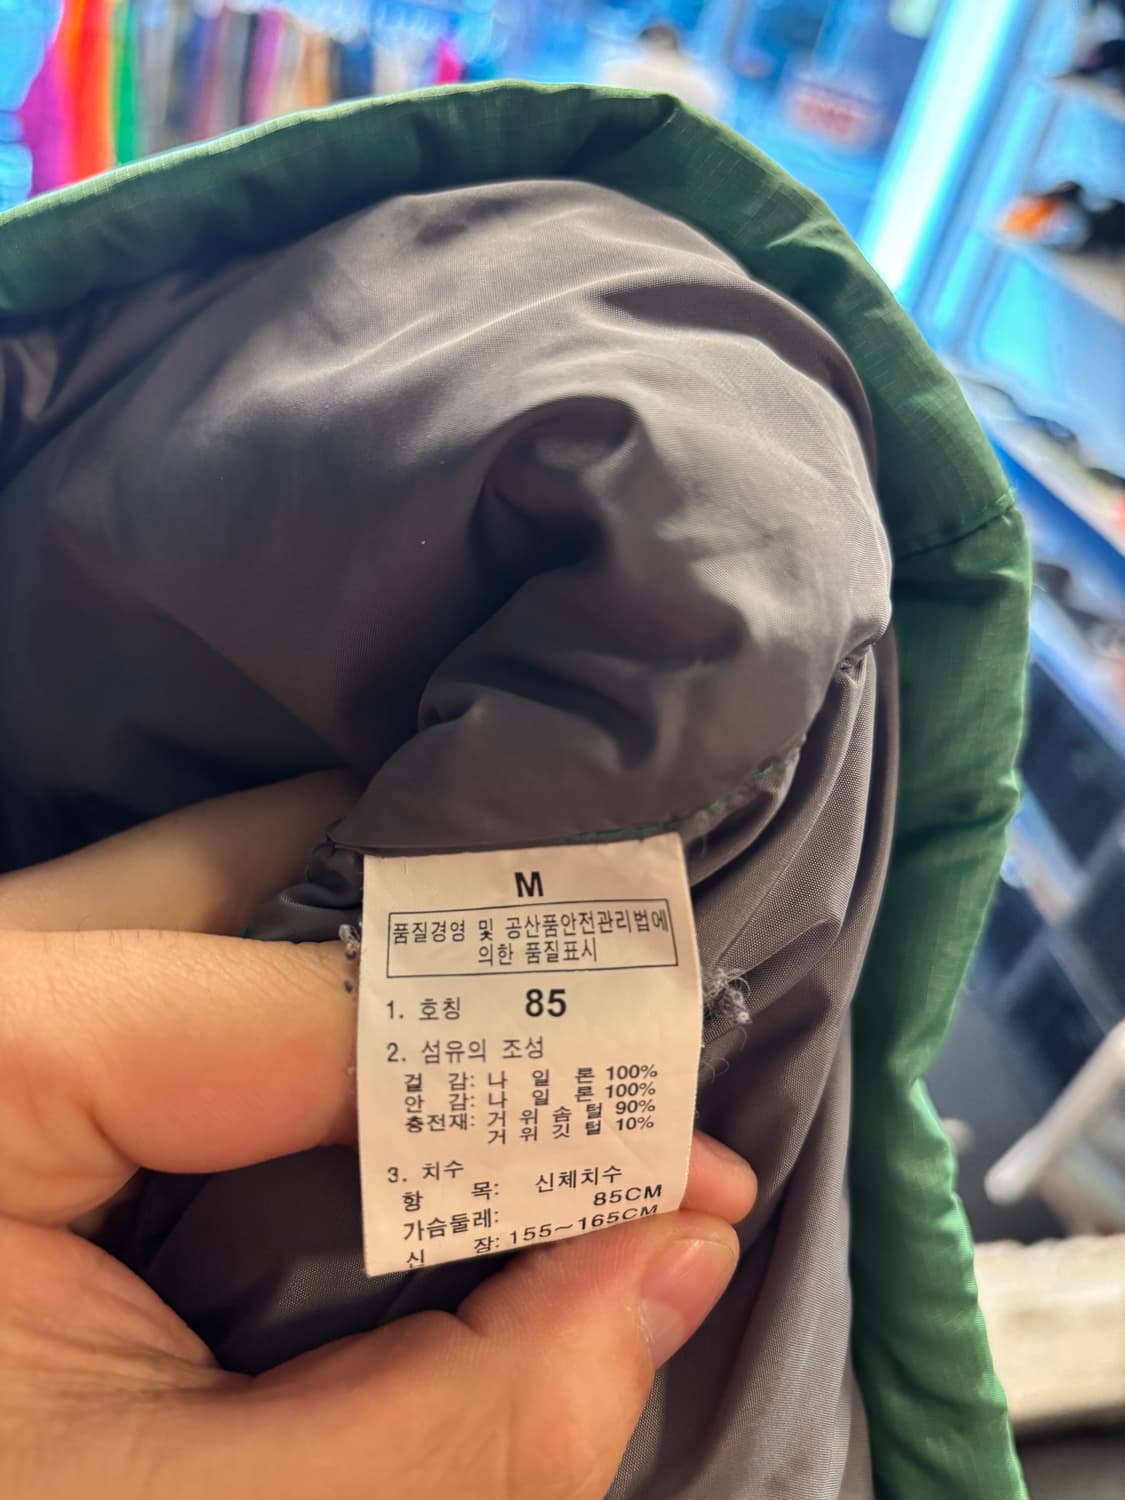 M
품질경영 및 공산품안전관리법에
의한 품질표시
1. 호칭 85
2. 섬유의 조성
겉 감: 나 일 론 100%
안 감: 나 일 론 100%
충전재: 거 위 솜 털 90%
거 위 깃 털 10%
3. 치수
항 목: 신체치수
가슴둘레: 85CM
신 장: 155~165CM